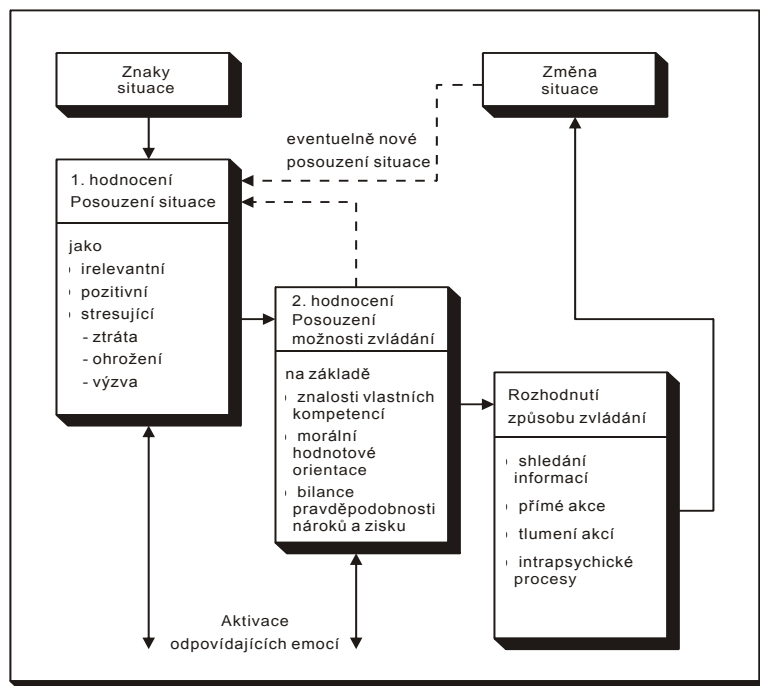 Znaky
situace
Změna
situace
eventuelně nové
posouzení situace
1. hodnocení
Posouzení situace
jako
irelevantní
pozitivní
stresující
- ztráta
- ohrožení
- výzva
2. hodnocení
Posouzení
možnosti zvládání
na základě
znalosti vlastních
kompetencí
morální
hodnotové
orientace
bilance
pravděpodobnosti
nároků a zisku
Rozhodnutí
způsobu zvládání
shledání
informací
přímé akce
tlumení akcí
intrapsychické
procesy
Aktivace
odpovídajících emocí